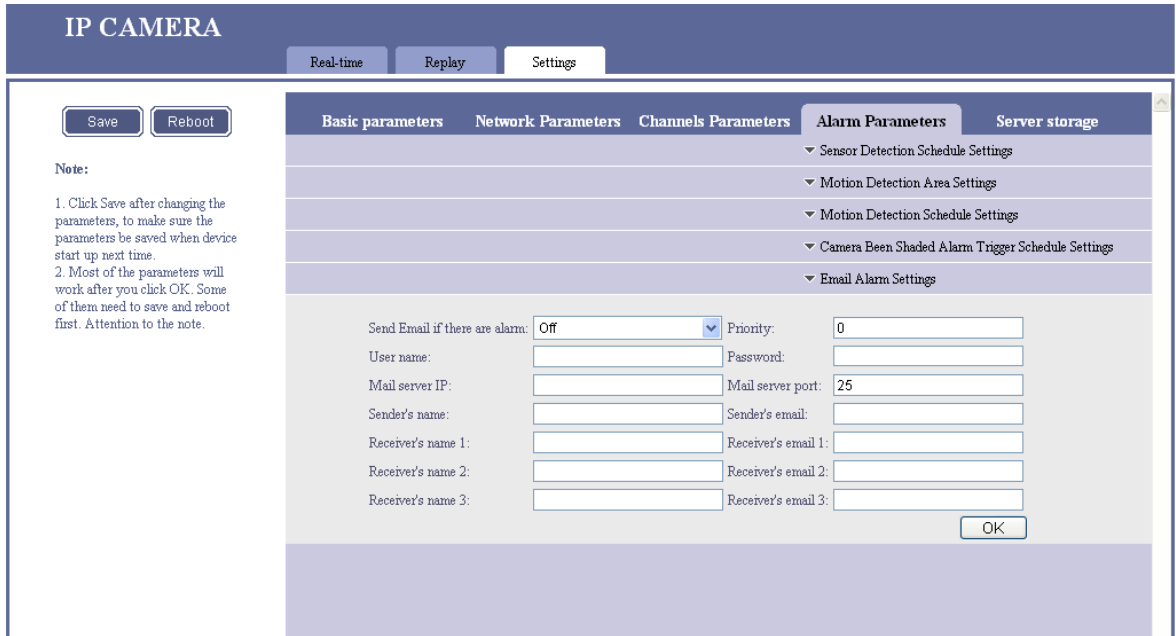 IP CAMERA
Real-time Replay Settings
Save Reboot
Note:
1. Click Save after changing the
parameters, to make sure the
parameters be saved when device
start up next time.
2. Most of the parameters will
work after you click OK. Some
of them need to save and reboot
first. Attention to the note.
Basic parameters Network Parameters Channels Parameters Alarm Parameters Server storage
Sensor Detection Schedule Settings
Motion Detection Area Settings
Motion Detection Schedule Settings
Camera Been Shaded Alarm Trigger Schedule Settings
Email Alarm Settings
Send Email if there are alarm: Off Priority: 0
User name: Password:
Mail server IP: Mail server port: 25
Sender's name: Sender's email:
Receiver's name 1: Receiver's email 1:
Receiver's name 2: Receiver's email 2:
Receiver's name 3: Receiver's email 3:
OK